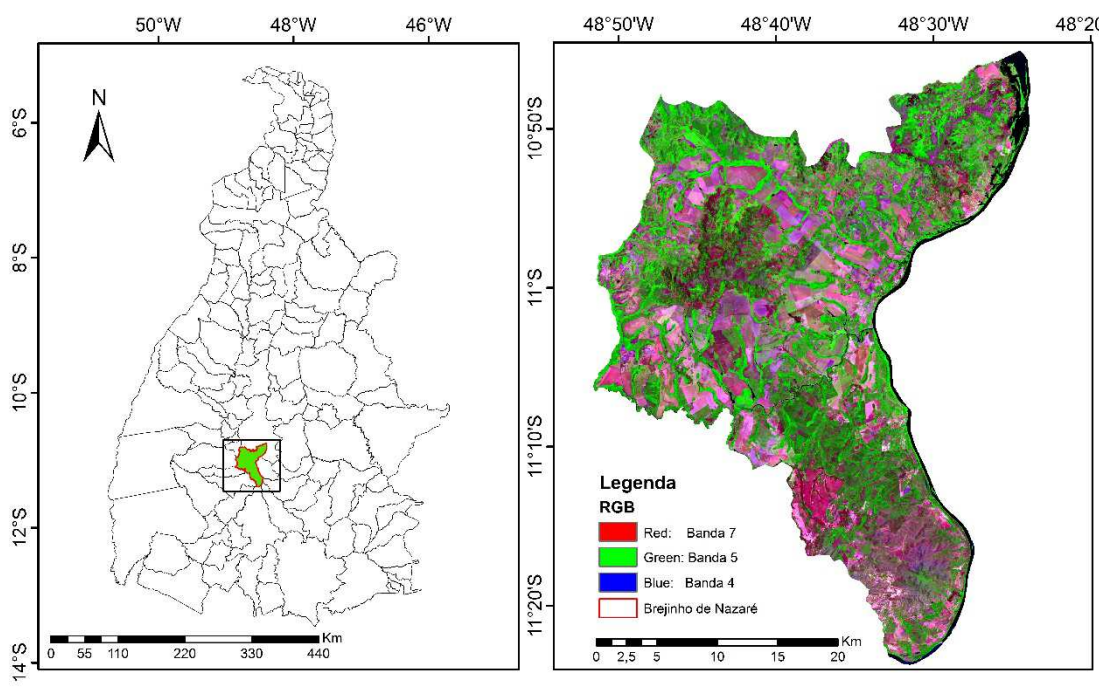 50°W 48°W 46°W
N
6°S
8°S
10°S
12°S
14°S
0 55 110 220 330 440
Km
48°50'W 48°40'W 48°30'W 48°20
10°50'S
11°S
11°10'S
11°20'S
Legenda
RGB
Red: Banda 7
Green: Banda 5
Blue: Banda 4
Brejinho de Nazaré
Km
0 2,5 5 10 15 20